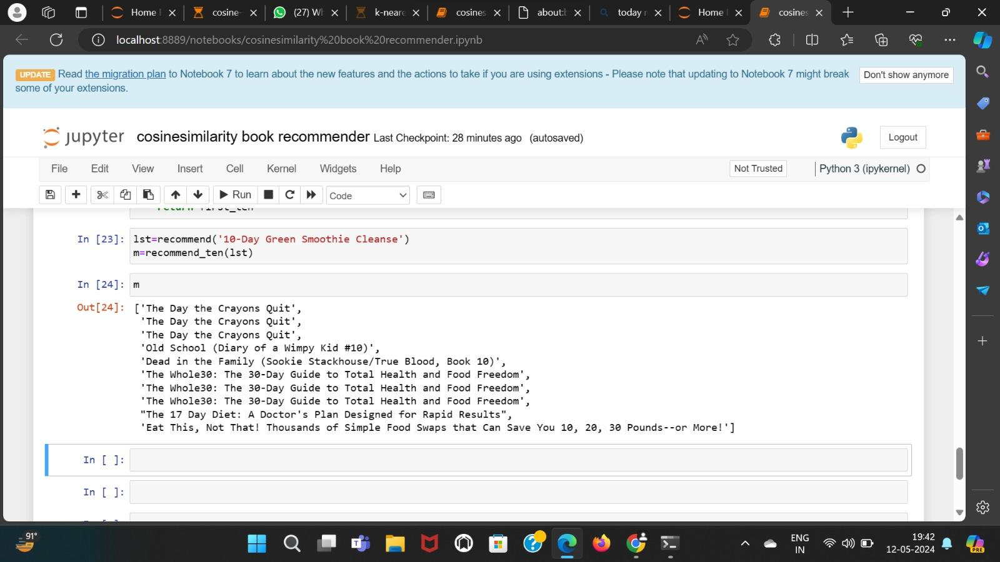 Home
cosine-
(27) Wh
k-neare
cosines
about:b
today n
Home
cosines
localhost:8889/notebooks/cosinesimilarity%20book%20recommender.ipynb
UPDATE Read the migration plan to Notebook 7 to learn about the new features and the actions to take if you are using extensions - Please note that updating to Notebook 7 might break
some of your extensions.
Don't show anymore
jupyter cosinesimilarity book recommender Last Checkpoint: 28 minutes ago (autosaved)
Logout
File Edit View Insert Cell Kernel Widgets Help
Not Trusted
Python 3 (ipykernel)
Run
Code
return first_ten
In [23]: lst=recommend('10-Day Green Smoothie Cleanse')
m=recommend_ten(lst)
In [24]: m
Out[24]: ['The Day the Crayons Quit',
'The Day the Crayons Quit',
'The Day the Crayons Quit',
'Old School (Diary of a Wimpy Kid #10)',
'Dead in the Family (Sookie Stackhouse/True Blood, Book 10)',
'The Whole30: The 30-Day Guide to Total Health and Food Freedom',
'The Whole30: The 30-Day Guide to Total Health and Food Freedom',
'The Whole30: The 30-Day Guide to Total Health and Food Freedom',
"The 17 Day Diet: A Doctor's Plan Designed for Rapid Results",
'Eat This, Not That! Thousands of Simple Food Swaps that Can Save You 10, 20, 30 Pounds--or More!']
In [ ]:
In [ ]:
91°
ENG
IN
19:42
12-05-2024
PRE